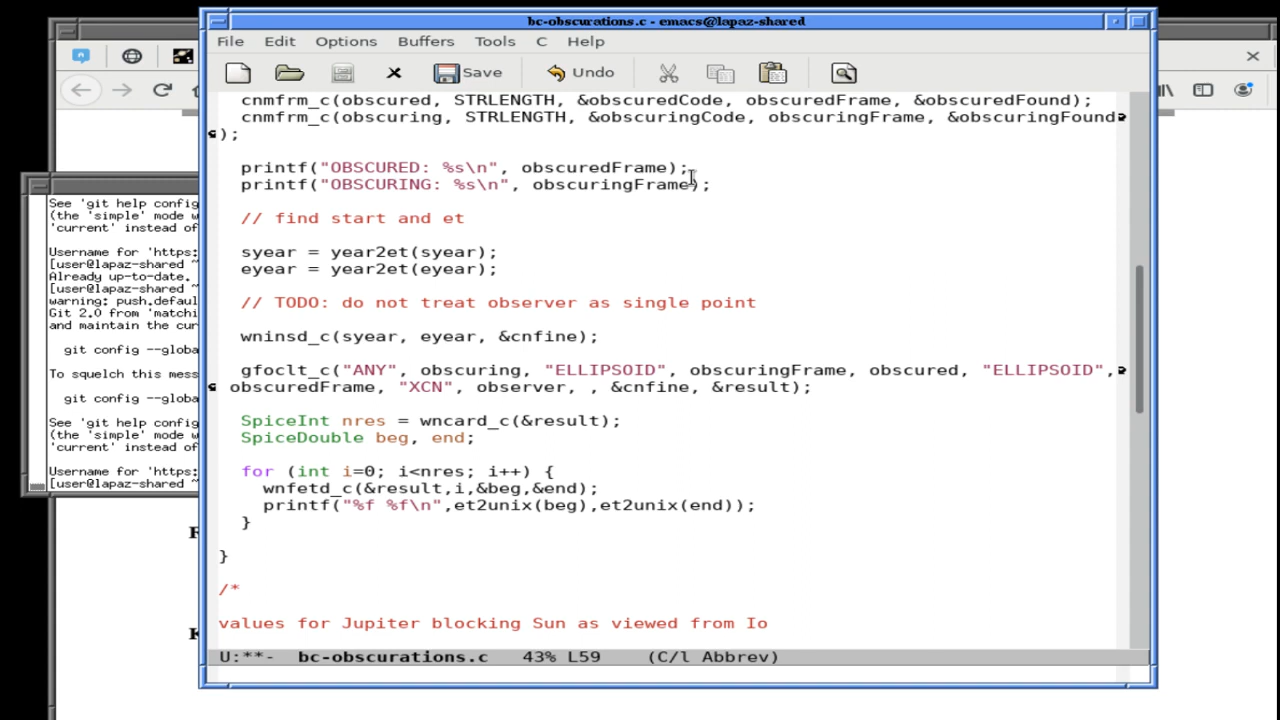 bc-obscurations.c - emacs@lapaz-shared
File Edit Options Buffers Tools C Help
Save Undo
cnmfrm_c(obscured, STRLENGTH, &obscuredCode, obscuredFrame, &obscuredFound);
cnmfrm_c(obscuring, STRLENGTH, &obscuringCode, obscuringFrame, &obscuringFound
);
printf("OBSCURED: %s\n", obscuredFrame);
printf("OBSCURING: %s\n", obscuringFrame);
// find start and et
syear = year2et(syear);
eyear = year2et(eyear);
// TODO: do not treat observer as single point
wninsd_c(syear, eyear, &cnfine);
gfoclt_c("ANY", obscuring, "ELLIPSOID", obscuringFrame, obscured, "ELLIPSOID",
obscuredFrame, "XCN", observer, , &cnfine, &result);
SpiceInt nres = wncard_c(&result);
SpiceDouble beg, end;
for (int i=0; i<nres; i++) {
wnfetd_c(&result,i,&beg,&end);
printf("%f %f\n",et2unix(beg),et2unix(end));
}
}
/*
values for Jupiter blocking Sun as viewed from Io
U:**- bc-obscurations.c 43% L59 (C/l Abbrev)
See 'git help config
(the 'simple' mode w
'current' instead of
Username for 'https:
[user@lapaz-shared ~
Already up-to-date.
[user@lapaz-shared ~
warning: push.defaul
Git 2.0 from 'matchi
and maintain the cur
git config --globa
To squelch this mess
git config --globa
See 'git help config
(the 'simple' mode w
'current' instead of
Username for 'https:
[user@lapaz-shared ~